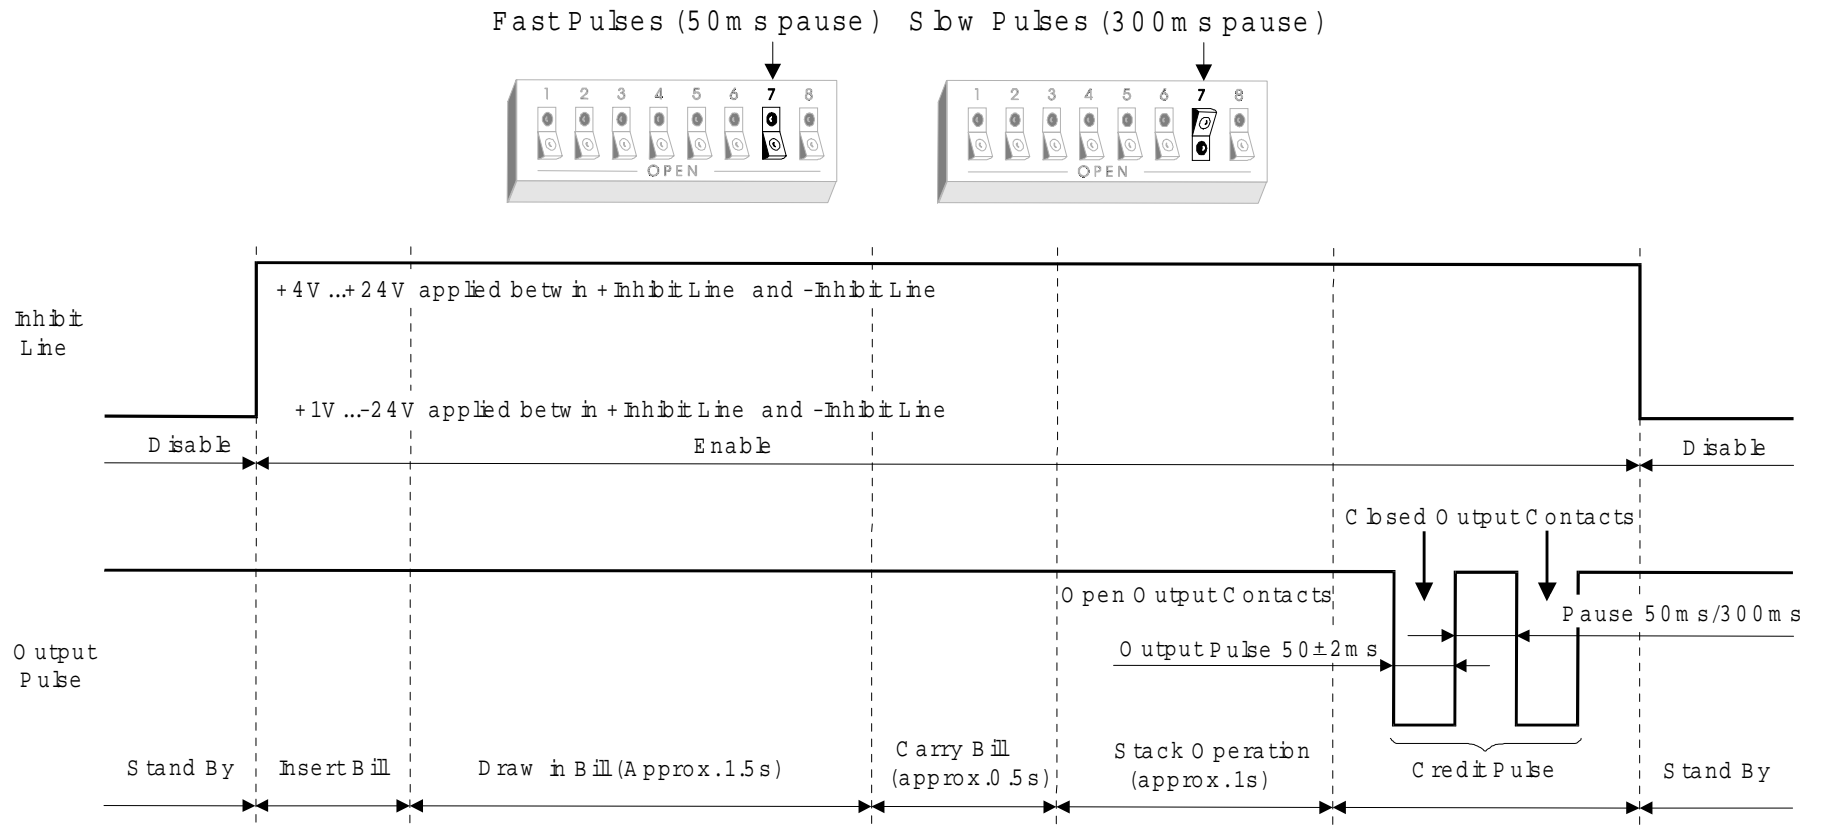 Fast Pulses (50ms pause) Slow Pulses (300ms pause)
1 2 3 4 5 6 7 8
OPEN
1 2 3 4 5 6 7 8
OPEN
Inhibit
Line
+4V...+24V applied betwin +Inhibit Line and -Inhibit Line
+1V...-24V applied betwin +Inhibit Line and -Inhibit Line
Disable
Enable
Disable
Closed Output Contacts
Open Output Contacts
Pause 50ms/300ms
Output Pulse 50±2ms
Output
Pulse
Stand By
Insert Bill
Draw in Bill (Approx.1.5s)
Carry Bill
(approx.0.5s)
Stack Operation
(approx.1s)
Credit Pulse
Stand By